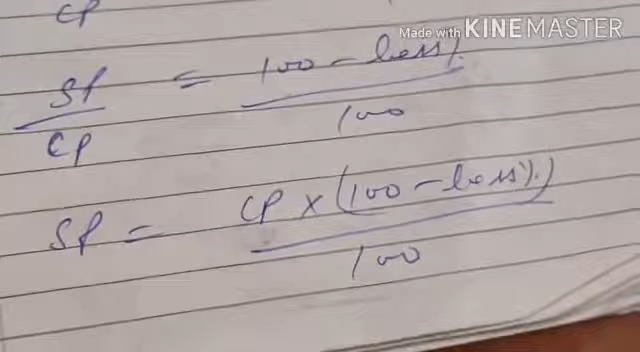 CP
Made with KINEMASTER
SP/CP = (100 - loss%)/100
SP = CP × (100 - loss%)/100